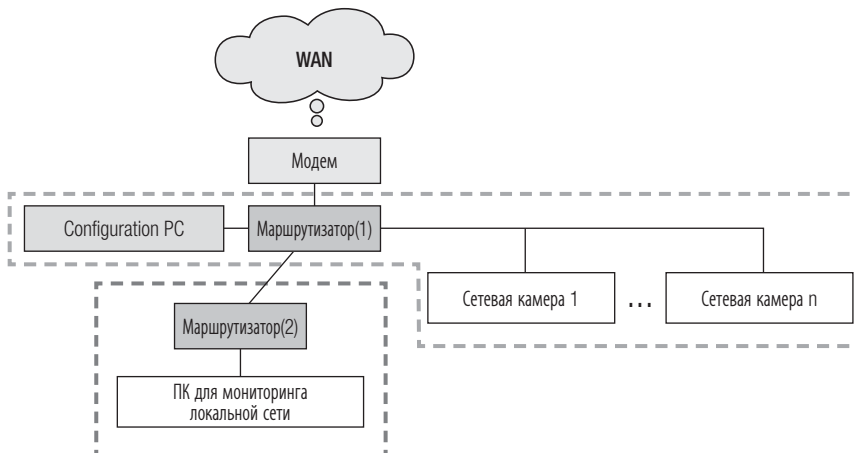 WAN
Модем
Configuration PC
Маршрутизатор(1)
Сетевая камера 1
...
Сетевая камера n
Маршрутизатор(2)
ПК для мониторинга
локальной сети